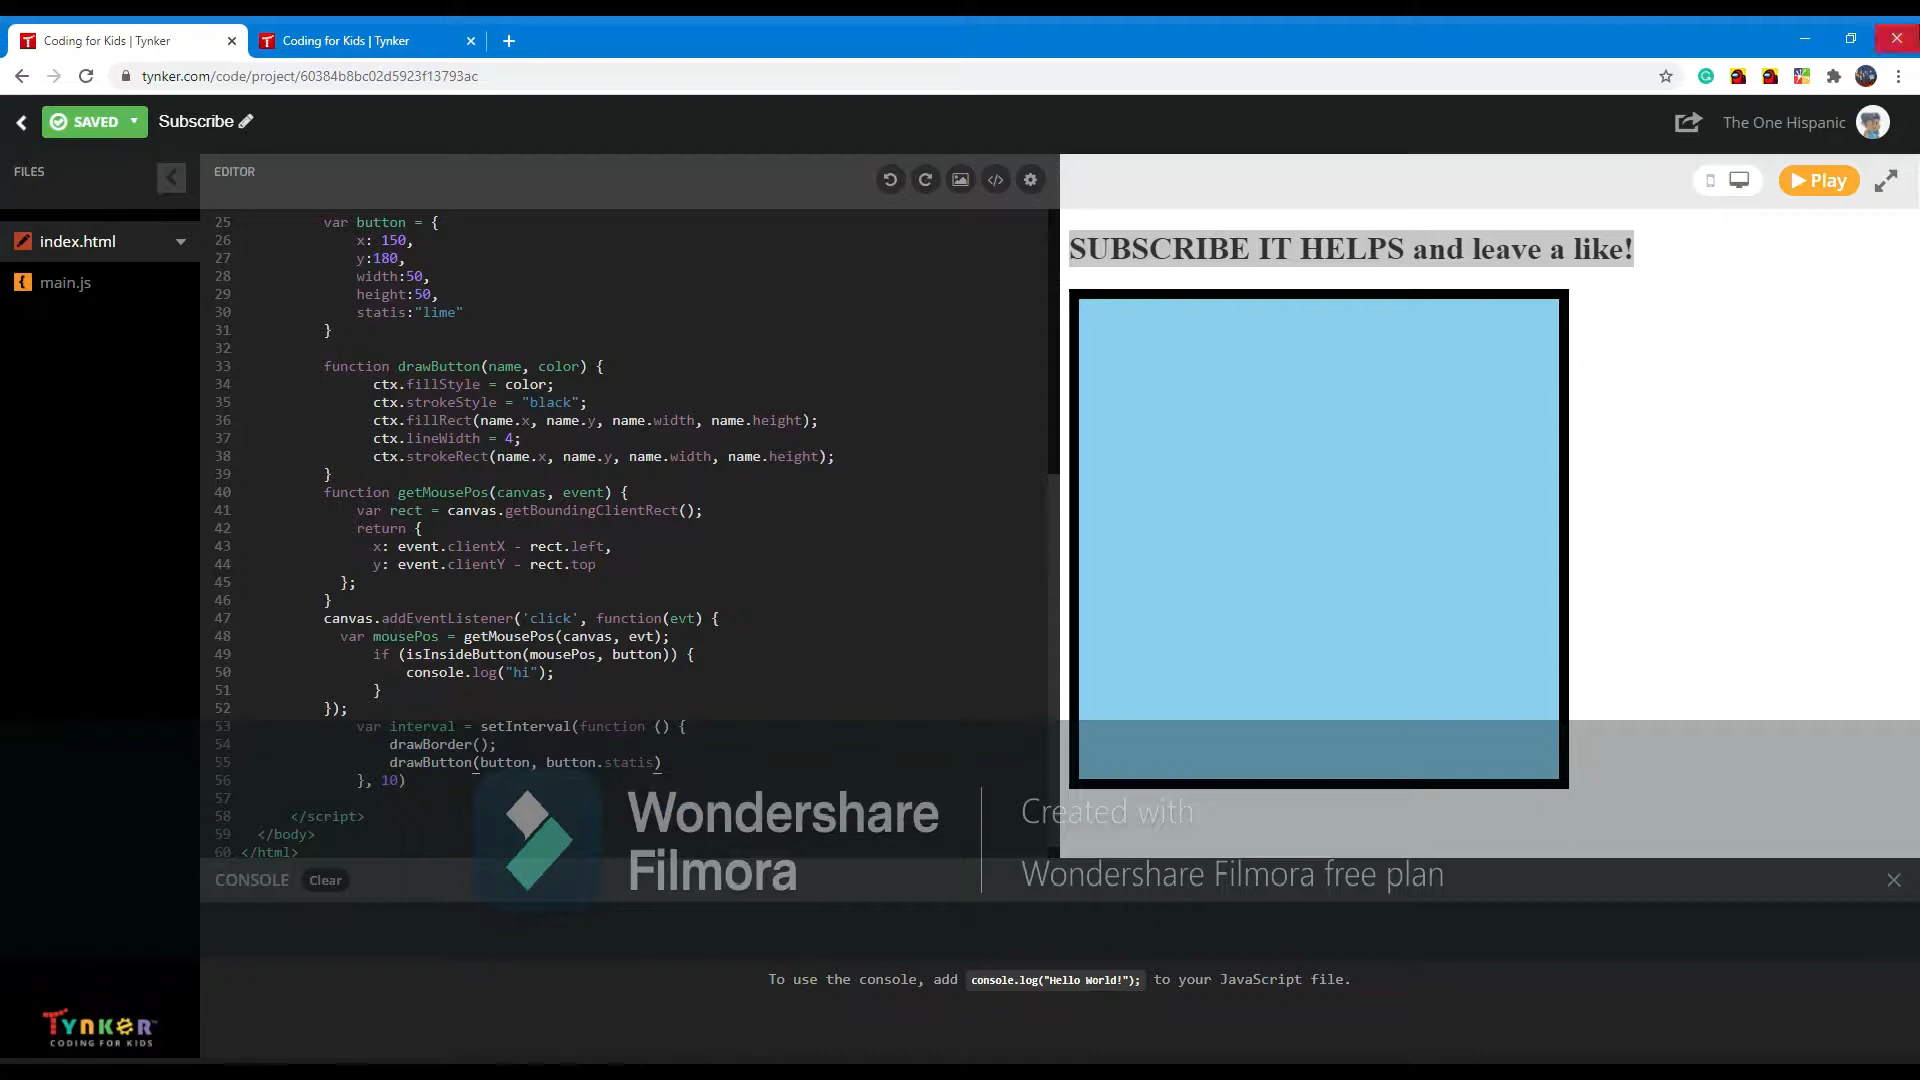 Coding for Kids | Tynker
Coding for Kids | Tynker
tynker.com/code/project/60384b8bc02d5923f13793ac
SAVED
Subscribe
The One Hispanic
FILES
EDITOR
Play
index.html
main.js
25 var button = {
26 x: 150,
27 y:180,
28 width:50,
29 height:50,
30 statis:"lime"
31 }
32
33 function drawButton(name, color) {
34 ctx.fillStyle = color;
35 ctx.strokeStyle = "black";
36 ctx.fillRect(name.x, name.y, name.width, name.height);
37 ctx.lineWidth = 4;
38 ctx.strokeRect(name.x, name.y, name.width, name.height);
39 }
40 function getMousePos(canvas, event) {
41 var rect = canvas.getBoundingClientRect();
42 return {
43 x: event.clientX - rect.left,
44 y: event.clientY - rect.top
45 };
46 }
47 canvas.addEventListener('click', function(evt) {
48 var mousePos = getMousePos(canvas, evt);
49 if (isInsideButton(mousePos, button)) {
50 console.log("hi");
51 }
52 });
53 var interval = setInterval(function () {
54 drawBorder();
55 drawButton(button, button.statis)
56 }, 10)
57
58 </script>
59 </body>
60 </html>
SUBSCRIBE IT HELPS and leave a like!
Wondershare
Filmora
Created with
Wondershare Filmora free plan
CONSOLE
Clear
To use the console, add console.log("Hello World!"); to your JavaScript file.
TYNKER
CODING FOR KIDS